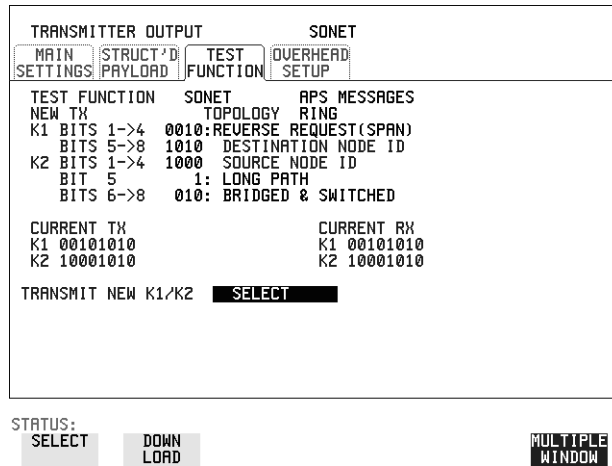 TRANSMITTER OUTPUT SONET
MAIN SETTINGS STRUCT'D PAYLOAD TEST FUNCTION OVERHEAD SETUP
TEST FUNCTION SONET APS MESSAGES
NEW TX TOPOLOGY RING
K1 BITS 1->4 0010:REVERSE REQUEST(SPAN)
BITS 5->8 1010 DESTINATION NODE ID
K2 BITS 1->4 1000 SOURCE NODE ID
BIT 5 1: LONG PATH
BITS 6->8 010: BRIDGED & SWITCHED
CURRENT TX CURRENT RX
K1 00101010 K1 00101010
K2 10001010 K2 10001010
TRANSMIT NEW K1/K2 SELECT
STATUS:
SELECT DOWN LOAD MULTIPLE WINDOW